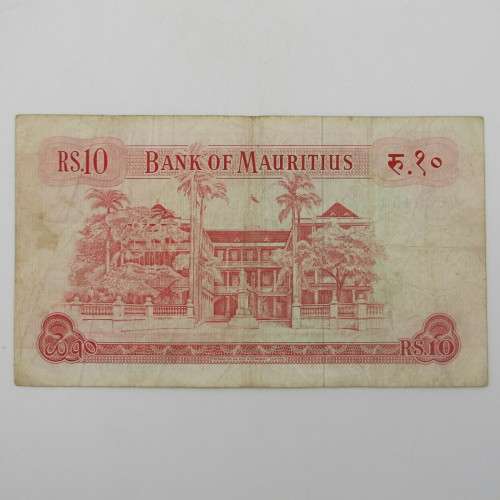 RS.10 BANK OF MAURITIUS रु.१०
RS.10